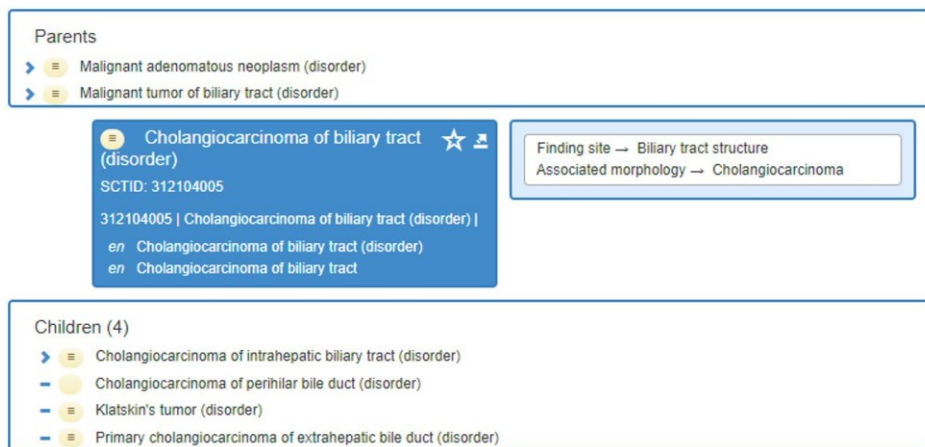 Parents
Malignant adenomatous neoplasm (disorder)
Malignant tumor of biliary tract (disorder)
Cholangiocarcinoma of biliary tract
(disorder)
SCTID: 312104005
312104005 | Cholangiocarcinoma of biliary tract (disorder) |
en Cholangiocarcinoma of biliary tract (disorder)
en Cholangiocarcinoma of biliary tract
Finding site → Biliary tract structure
Associated morphology → Cholangiocarcinoma
Children (4)
Cholangiocarcinoma of intrahepatic biliary tract (disorder)
Cholangiocarcinoma of perihilar bile duct (disorder)
Klatskin's tumor (disorder)
Primary cholangiocarcinoma of extrahepatic bile duct (disorder)